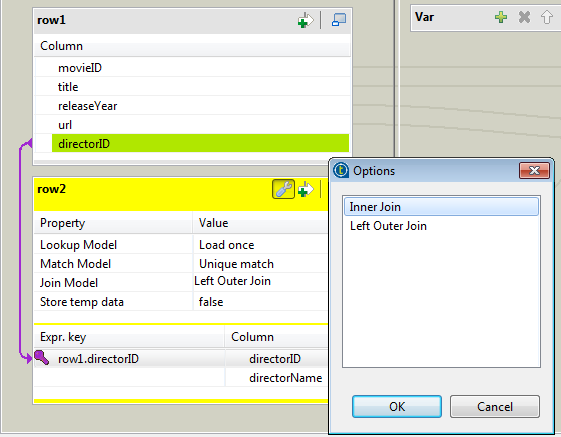 row1
Column
movieID
title
releaseYear
url
directorID
row2
Property Value
Lookup Model Load once
Match Model Unique match
Join Model Left Outer Join
Store temp data false
Expr. key Column
row1.directorID directorID
directorName
Var
Options
Inner Join
Left Outer Join
OK Cancel